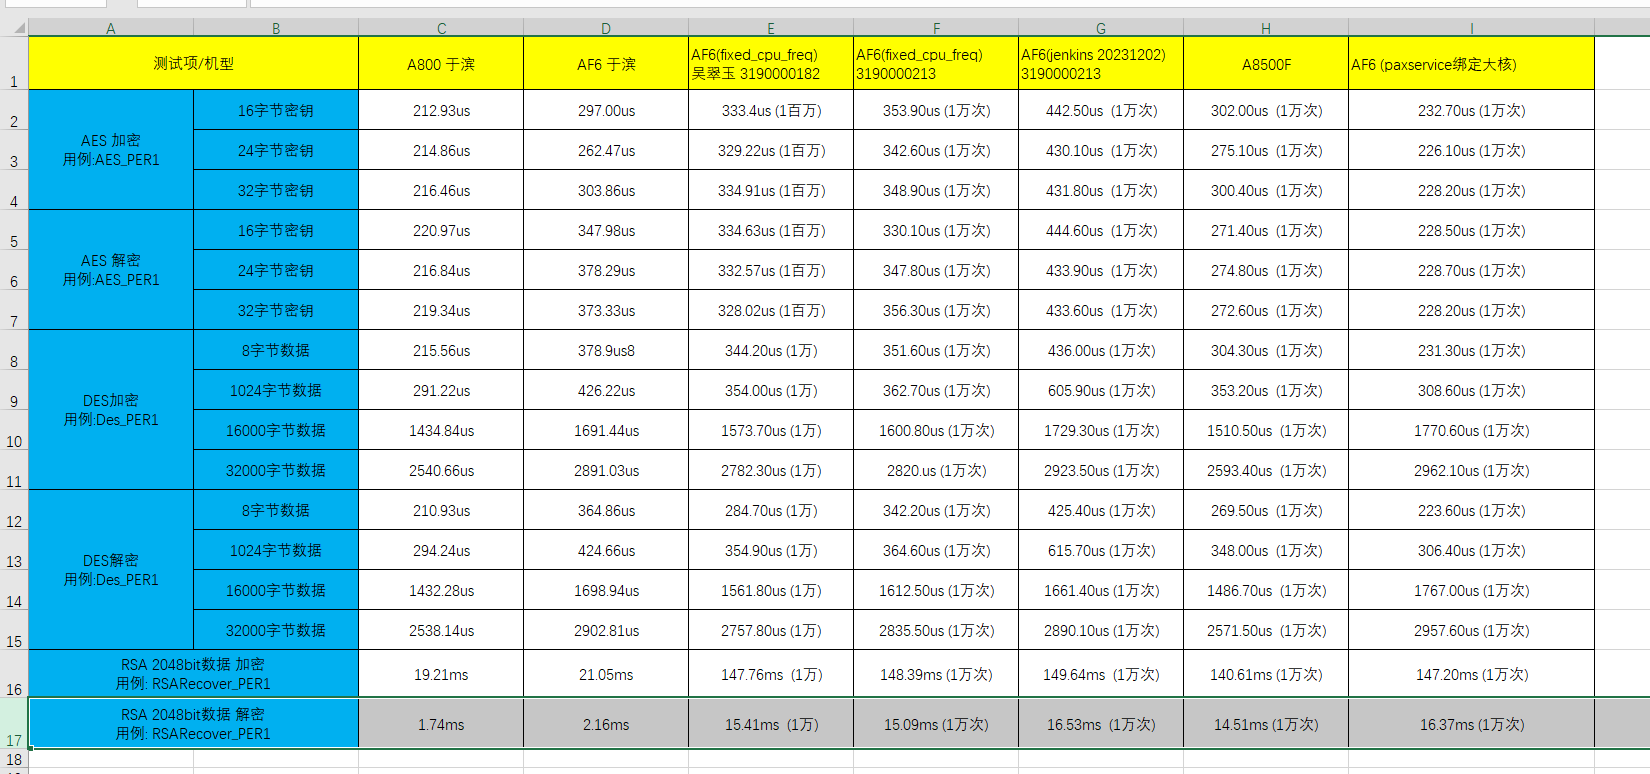 A B C D E F G H I
1 测试项/机型 A800 于滨 AF6 于滨 AF6(fixed_cpu_freq) 吴翠玉 3190000182 AF6(fixed_cpu_freq) 3190000213 AF6(jenkins 20231202) 3190000213 A8500F AF6 (paxservice绑定大核)
AES 加密
用例:AES_PER1
2 16字节密钥 212.93us 297.00us 333.4us (1百万) 353.90us (1万次) 442.50us (1万次) 302.00us (1万次) 232.70us (1万次)
3 24字节密钥 214.86us 262.47us 329.22us (1百万) 342.60us (1万次) 430.10us (1万次) 275.10us (1万次) 226.10us (1万次)
4 32字节密钥 216.46us 303.86us 334.91us (1百万) 348.90us (1万次) 431.80us (1万次) 300.40us (1万次) 228.20us (1万次)
AES 解密
用例:AES_PER1
5 16字节密钥 220.97us 347.98us 334.63us (1百万) 330.10us (1万次) 444.60us (1万次) 271.40us (1万次) 228.50us (1万次)
6 24字节密钥 216.84us 378.29us 332.57us (1百万) 347.80us (1万次) 433.90us (1万次) 274.80us (1万次) 228.70us (1万次)
7 32字节密钥 219.34us 373.33us 328.02us (1百万) 356.30us (1万次) 433.60us (1万次) 272.60us (1万次) 228.20us (1万次)
DES加密
用例:Des_PER1
8 8字节数据 215.56us 378.9us8 344.20us (1万) 351.60us (1万次) 436.00us (1万次) 304.30us (1万次) 231.30us (1万次)
9 1024字节数据 291.22us 426.22us 354.00us (1万) 362.70us (1万次) 605.90us (1万次) 353.20us (1万次) 308.60us (1万次)
10 16000字节数据 1434.84us 1691.44us 1573.70us (1万) 1600.80us (1万次) 1729.30us (1万次) 1510.50us (1万次) 1770.60us (1万次)
11 32000字节数据 2540.66us 2891.03us 2782.30us (1万) 2820.us (1万次) 2923.50us (1万次) 2593.40us (1万次) 2962.10us (1万次)
DES解密
用例:Des_PER1
12 8字节数据 210.93us 364.86us 284.70us (1万) 342.20us (1万次) 425.40us (1万次) 269.50us (1万次) 223.60us (1万次)
13 1024字节数据 294.24us 424.66us 354.90us (1万) 364.60us (1万次) 615.70us (1万次) 348.00us (1万次) 306.40us (1万次)
14 16000字节数据 1432.28us 1698.94us 1561.80us (1万) 1612.50us (1万次) 1661.40us (1万次) 1486.70us (1万次) 1767.00us (1万次)
15 32000字节数据 2538.14us 2902.81us 2757.80us (1万) 2835.50us (1万次) 2890.10us (1万次) 2571.50us (1万次) 2957.60us (1万次)
RSA 2048bit数据 加密
用例: RSARecover_PER1
16 19.21ms 21.05ms 147.76ms (1万) 148.39ms (1万次) 149.64ms (1万次) 140.61ms (1万次) 147.20ms (1万次)
RSA 2048bit数据 解密
用例: RSARecover_PER1
17 1.74ms 2.16ms 15.41ms (1万) 15.09ms (1万次) 16.53ms (1万次) 14.51ms (1万次) 16.37ms (1万次)
18